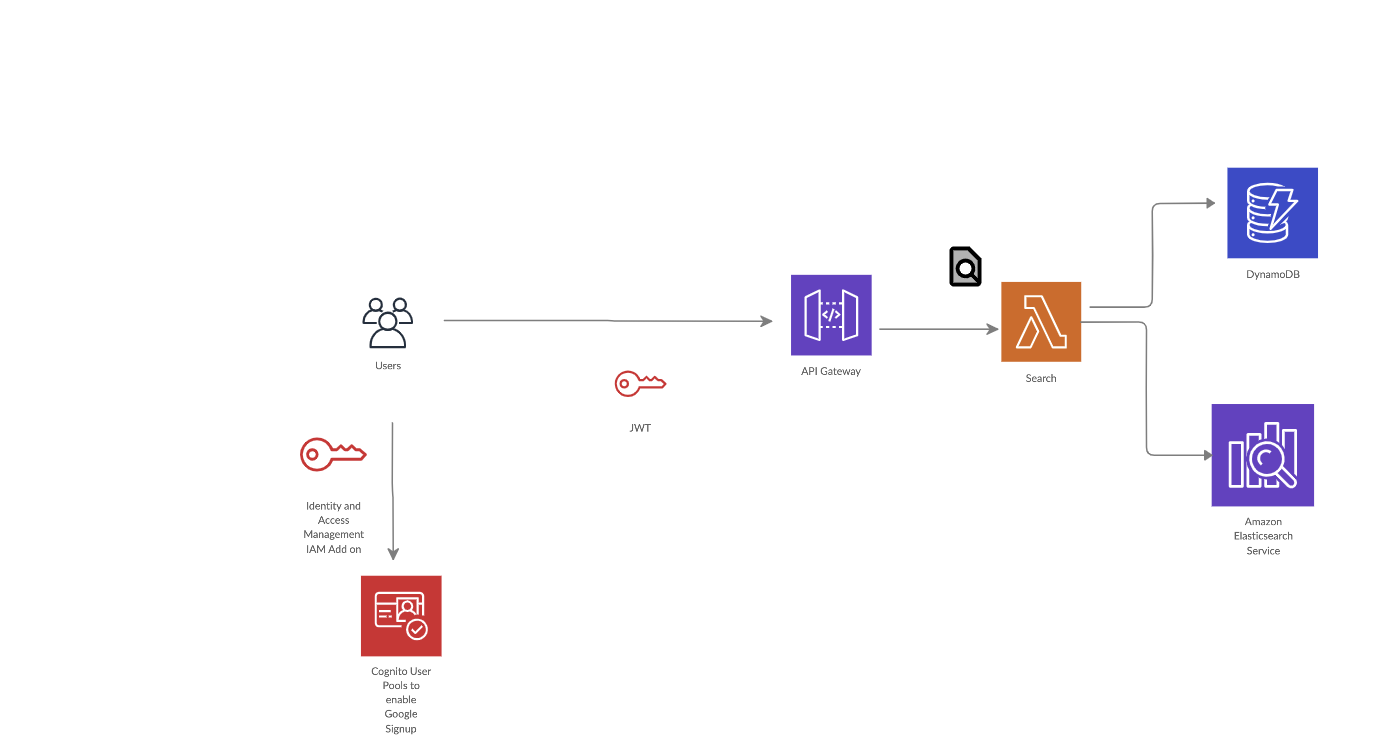 DynamoDB
Users
API Gateway
Search
JWT
Identity and
Access
Management
IAM Add on
Amazon
Elasticsearch
Service
Cognito User
Pools to
enable
Google
Signup